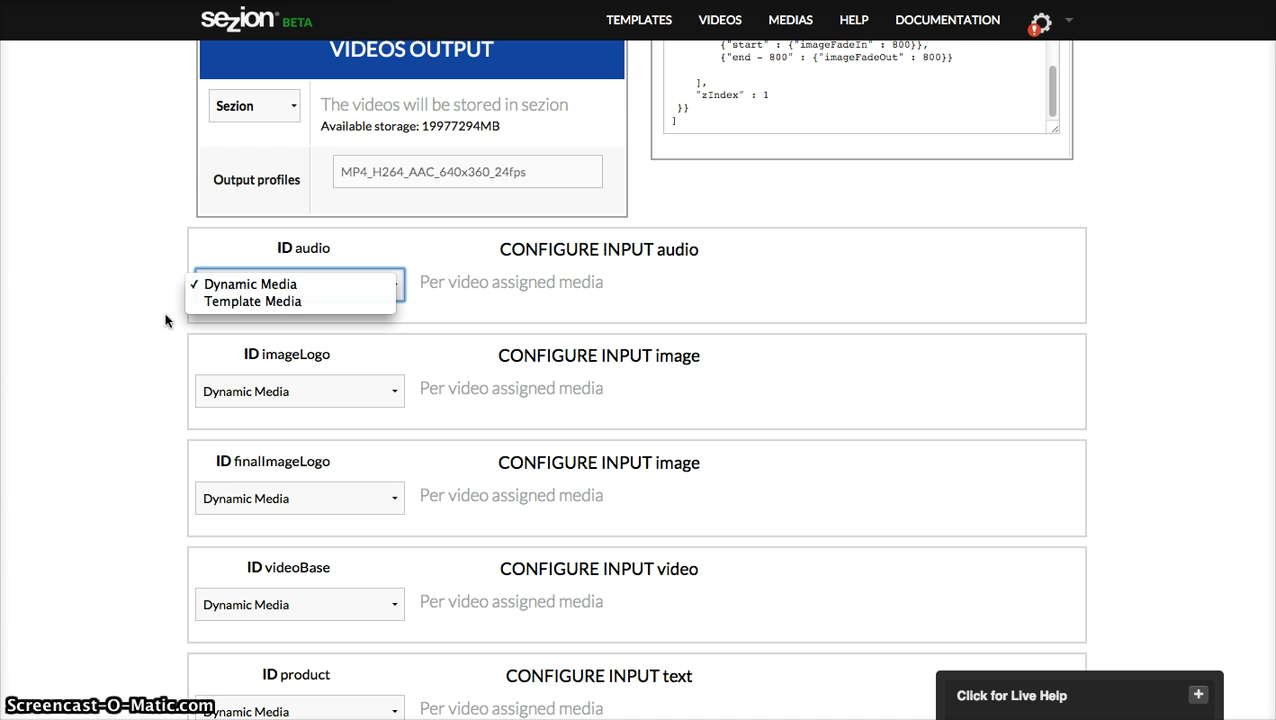 sezion BETA
TEMPLATES VIDEOS MEDIAS HELP DOCUMENTATION
VIDEOS OUTPUT
Sezion
The videos will be stored in sezion
Available storage: 19977294MB
Output profiles
MP4_H264_AAC_640x360_24fps
{"start" : {"imageFadeIn" : 800}},
{"end - 800" : {"imageFadeOut" : 800}}
],
"zIndex" : 1
}}
]
ID audio
CONFIGURE INPUT audio
✓ Dynamic Media
Template Media
Per video assigned media
ID imageLogo
CONFIGURE INPUT image
Dynamic Media
Per video assigned media
ID finalImageLogo
CONFIGURE INPUT image
Dynamic Media
Per video assigned media
ID videoBase
CONFIGURE INPUT video
Dynamic Media
Per video assigned media
ID product
CONFIGURE INPUT text
Dynamic Media
Per video assigned media
Click for Live Help +
Screencast-O-Matic.com